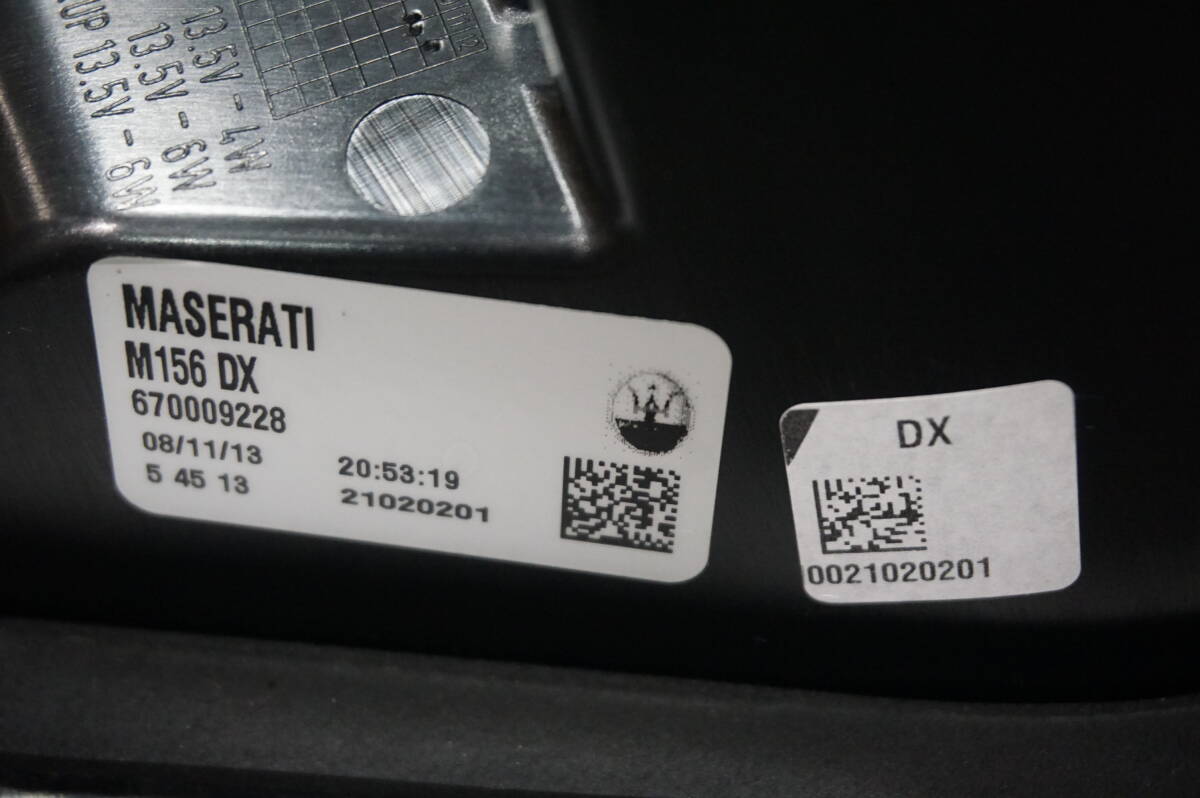 13.5V - 4W
13.5V - 6W
13.5V - 6W
MASERATI
M156 DX
670009228
08/11/13 20:53:19
5 45 13 21020201
DX
0021020201